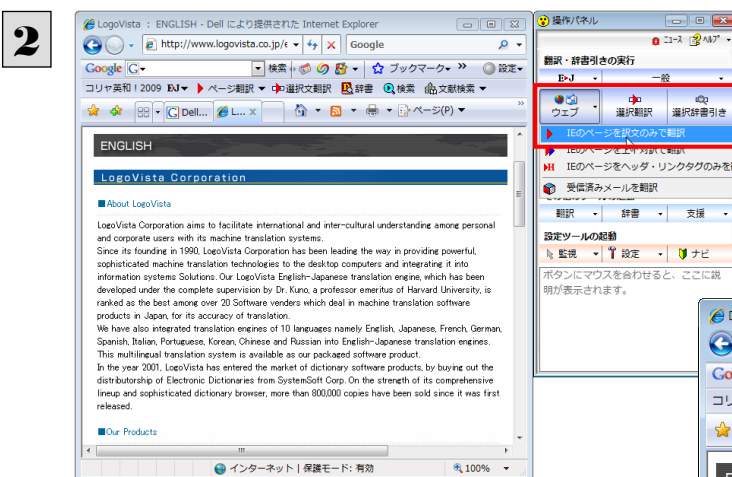 2
LogoVista : ENGLISH - Dell により提供された Internet Explorer
http://www.logovista.co.jp/e
Google
Google G
検索
ブックマーク
設定
コリャ英和!2009 EJ ページ翻訳 選択文翻訳 辞書 検索 文献検索
Dell...
L...
ページ(P)
ENGLISH
LogoVista Corporation
■About LogoVista
LogoVista Corporation aims to facilitate international and inter-cultural understanding among personal
and corporate users with its machine translation systems.
Since its founding in 1990, LogoVista Corporation has been leading the way in providing powerful,
sophisticated machine translation technologies to the desktop computers and integrating it into
information systems Solutions. Our LogoVista English-Japanese translation engine, which has been
developed under the complete supervision by Dr. Kuno, a professor emeritus of Harvard University, is
ranked as the best among over 20 Software venders which deal in machine translation software
products in Japan, for its accuracy of translation.
We have also integrated translation engines of 10 languages namely English, Japanese, French, German,
Spanish, Italian, Portuguese, Korean, Chinese and Russian into English-Japanese translation engines.
This multilingual translation system is available as our packaged software product.
In the year 2001, LogoVista has entered the market of dictionary software products, by buying out the
distributorship of Electronic Dictionaries from SystemSoft Corp. On the strength of its comprehensive
lineup and sophisticated dictionary browser, more than 800,000 copies have been sold since it was first
released.
■Our Products
インターネット | 保護モード: 有効
100%
操作パネル
ユース ヘルプ
翻訳・辞書引きの実行
E▸J 一般
ウェブ 選択翻訳 選択辞書引き
IEのページを訳文のみで翻訳
IEのページを上下対訳で翻訳
IEのページをヘッダ・リンクタグのみを
受信済みメールを翻訳
翻訳 辞書 支援
設定ツールの起動
監視 設定 ナビ
ボタンにマウスを合わせると、ここに説
明が表示されます。
Go
コリ